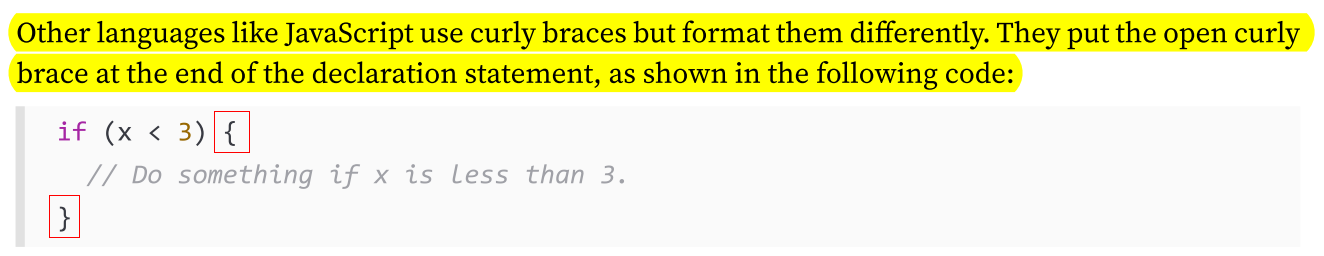 Other languages like JavaScript use curly braces but format them differently. They put the open curly
brace at the end of the declaration statement, as shown in the following code:
if (x < 3) {
// Do something if x is less than 3.
}